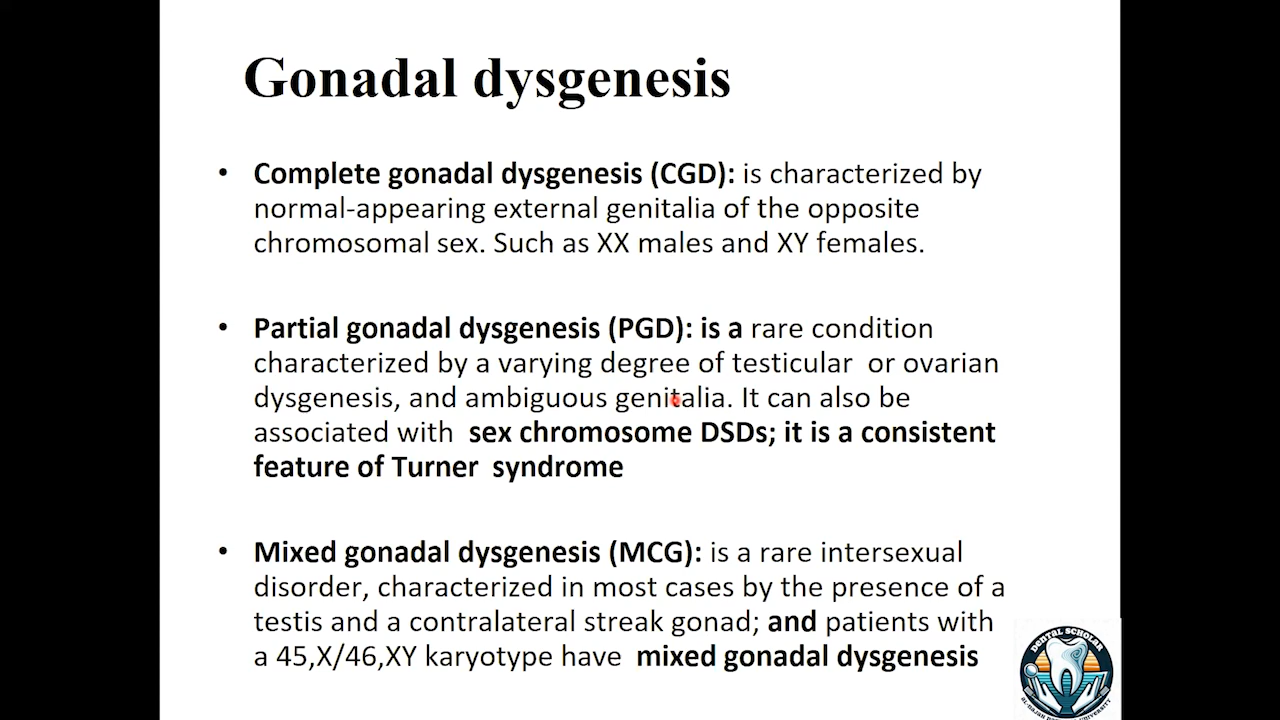 Gonadal dysgenesis
• Complete gonadal dysgenesis (CGD): is characterized by
normal-appearing external genitalia of the opposite
chromosomal sex. Such as XX males and XY females.
• Partial gonadal dysgenesis (PGD): is a rare condition
characterized by a varying degree of testicular or ovarian
dysgenesis, and ambiguous genitalia. It can also be
associated with sex chromosome DSDs; it is a consistent
feature of Turner syndrome
• Mixed gonadal dysgenesis (MCG): is a rare intersexual
disorder, characterized in most cases by the presence of a
testis and a contralateral streak gonad; and patients with
a 45,X/46,XY karyotype have mixed gonadal dysgenesis
DENTAL SCHOLAR